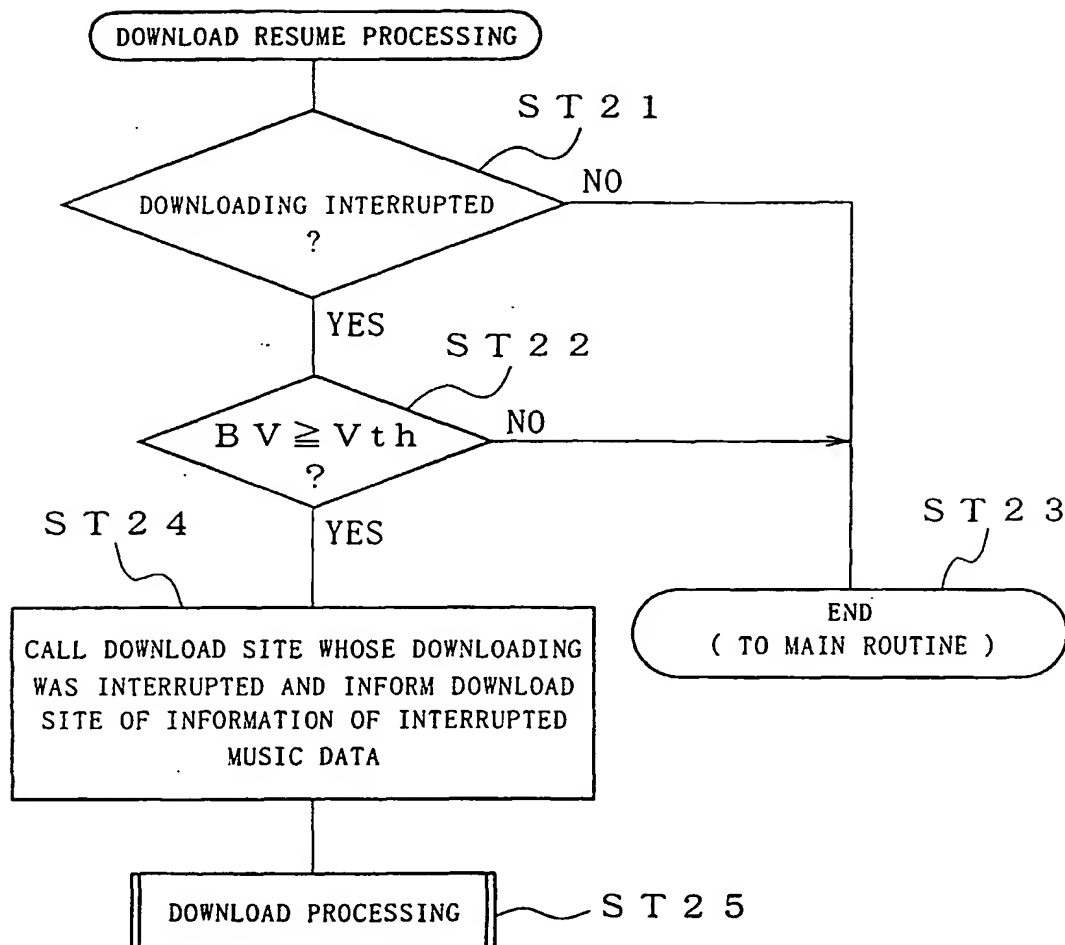 DOWNLOAD RESUME PROCESSING
ST21
DOWNLOADING INTERRUPTED
?
NO
YES
ST22
BV≧Vth
?
NO
YES
ST24
ST23
CALL DOWNLOAD SITE WHOSE DOWNLOADING
WAS INTERRUPTED AND INFORM DOWNLOAD
SITE OF INFORMATION OF INTERRUPTED
MUSIC DATA
END
( TO MAIN ROUTINE )
DOWNLOAD PROCESSING
ST25